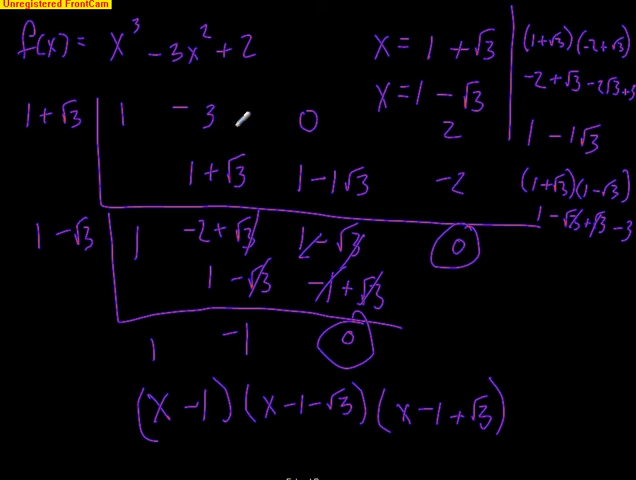 Unregistered FrontCam
f(x) = x³ - 3x² + 2
x = 1 + √3
x = 1 - √3
(1+√3)(-2+√3)
-2 + √3 - 2√3 + 3
1 - 1√3
(1+√3)(1-√3)
1 - √3 + √3 - 3
1 + √3 | 1 - 3 0 2
1 + √3 1 - 1√3 -2
1 - √3 | 1 -2 + √3 1 - √3 0
1 - √3 -1 + √3
1 -1 0
(x - 1)(x - 1 - √3)(x - 1 + √3)